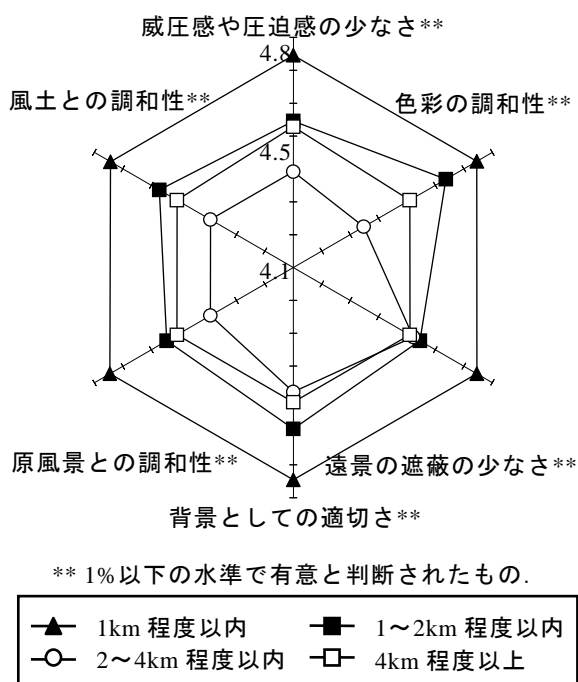 威圧感や圧迫感の少なさ**
4.8
風土との調和性**
色彩の調和性**
4.5
4.1
原風景との調和性**
遠景の遮蔽の少なさ**
背景としての適切さ**
** 1%以下の水準で有意と判断されたもの.
1km 程度以内
1～2km 程度以内
2～4km 程度以内
4km 程度以上